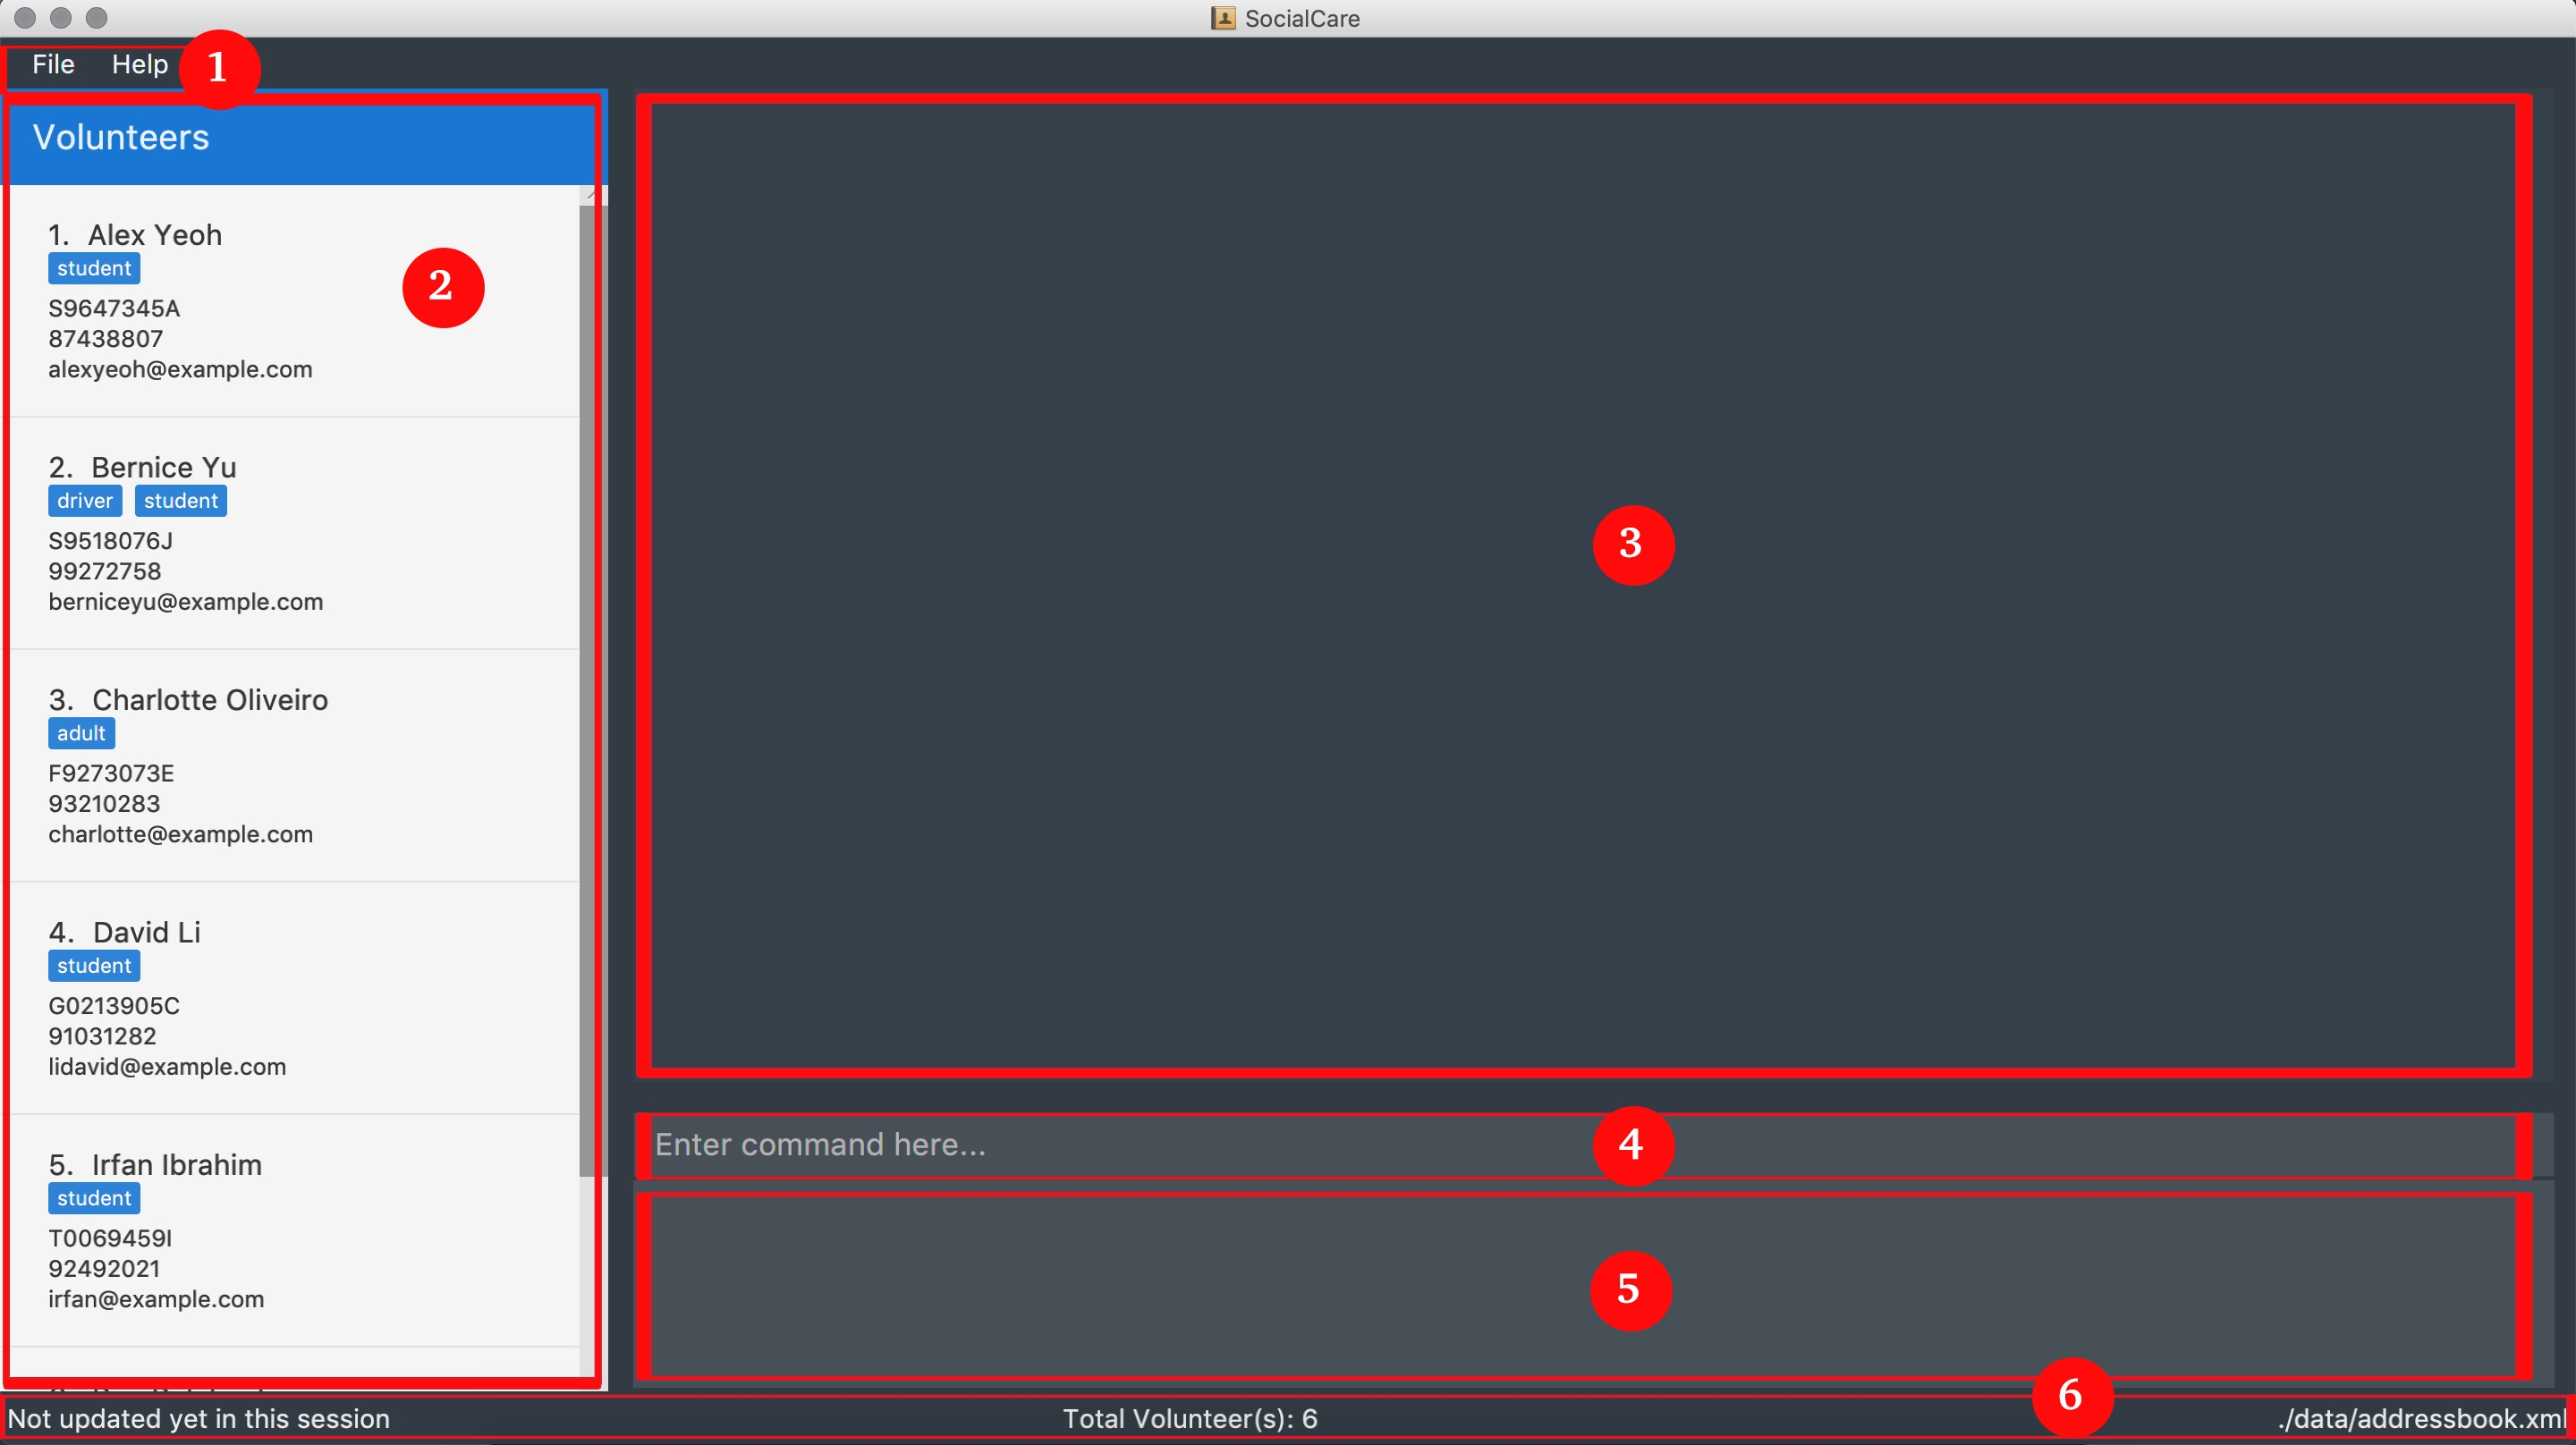 SocialCare
File Help 1
Volunteers
1. Alex Yeoh
student
2
S9647345A
87438807
alexyeoh@example.com
2. Bernice Yu
driver student
S9518076J
99272758
berniceyu@example.com
3. Charlotte Oliveiro
adult
F9273073E
93210283
charlotte@example.com
4. David Li
student
G0213905C
91031282
lidavid@example.com
5. Irfan Ibrahim
student
T0069459I
92492021
irfan@example.com
3
Enter command here...
4
5
6
Not updated yet in this session
Total Volunteer(s): 6
./data/addressbook.xml